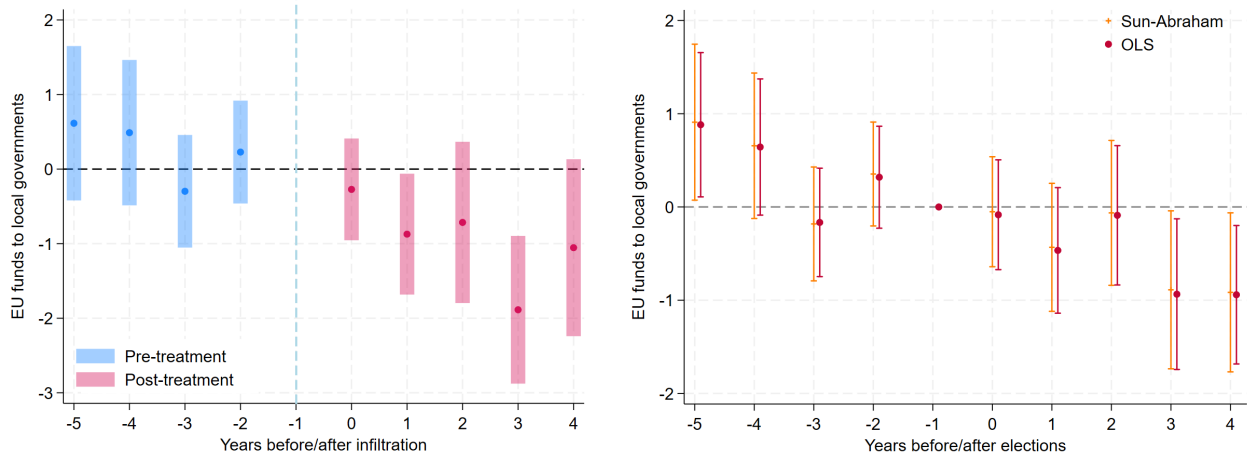 EU funds to local governments
2
1
0
-1
-2
-3
Pre-treatment
Post-treatment
-5 -4 -3 -2 -1 0 1 2 3 4
Years before/after infiltration
EU funds to local governments
2
1
0
-1
-2
Sun-Abraham
OLS
-5 -4 -3 -2 -1 0 1 2 3 4
Years before/after elections